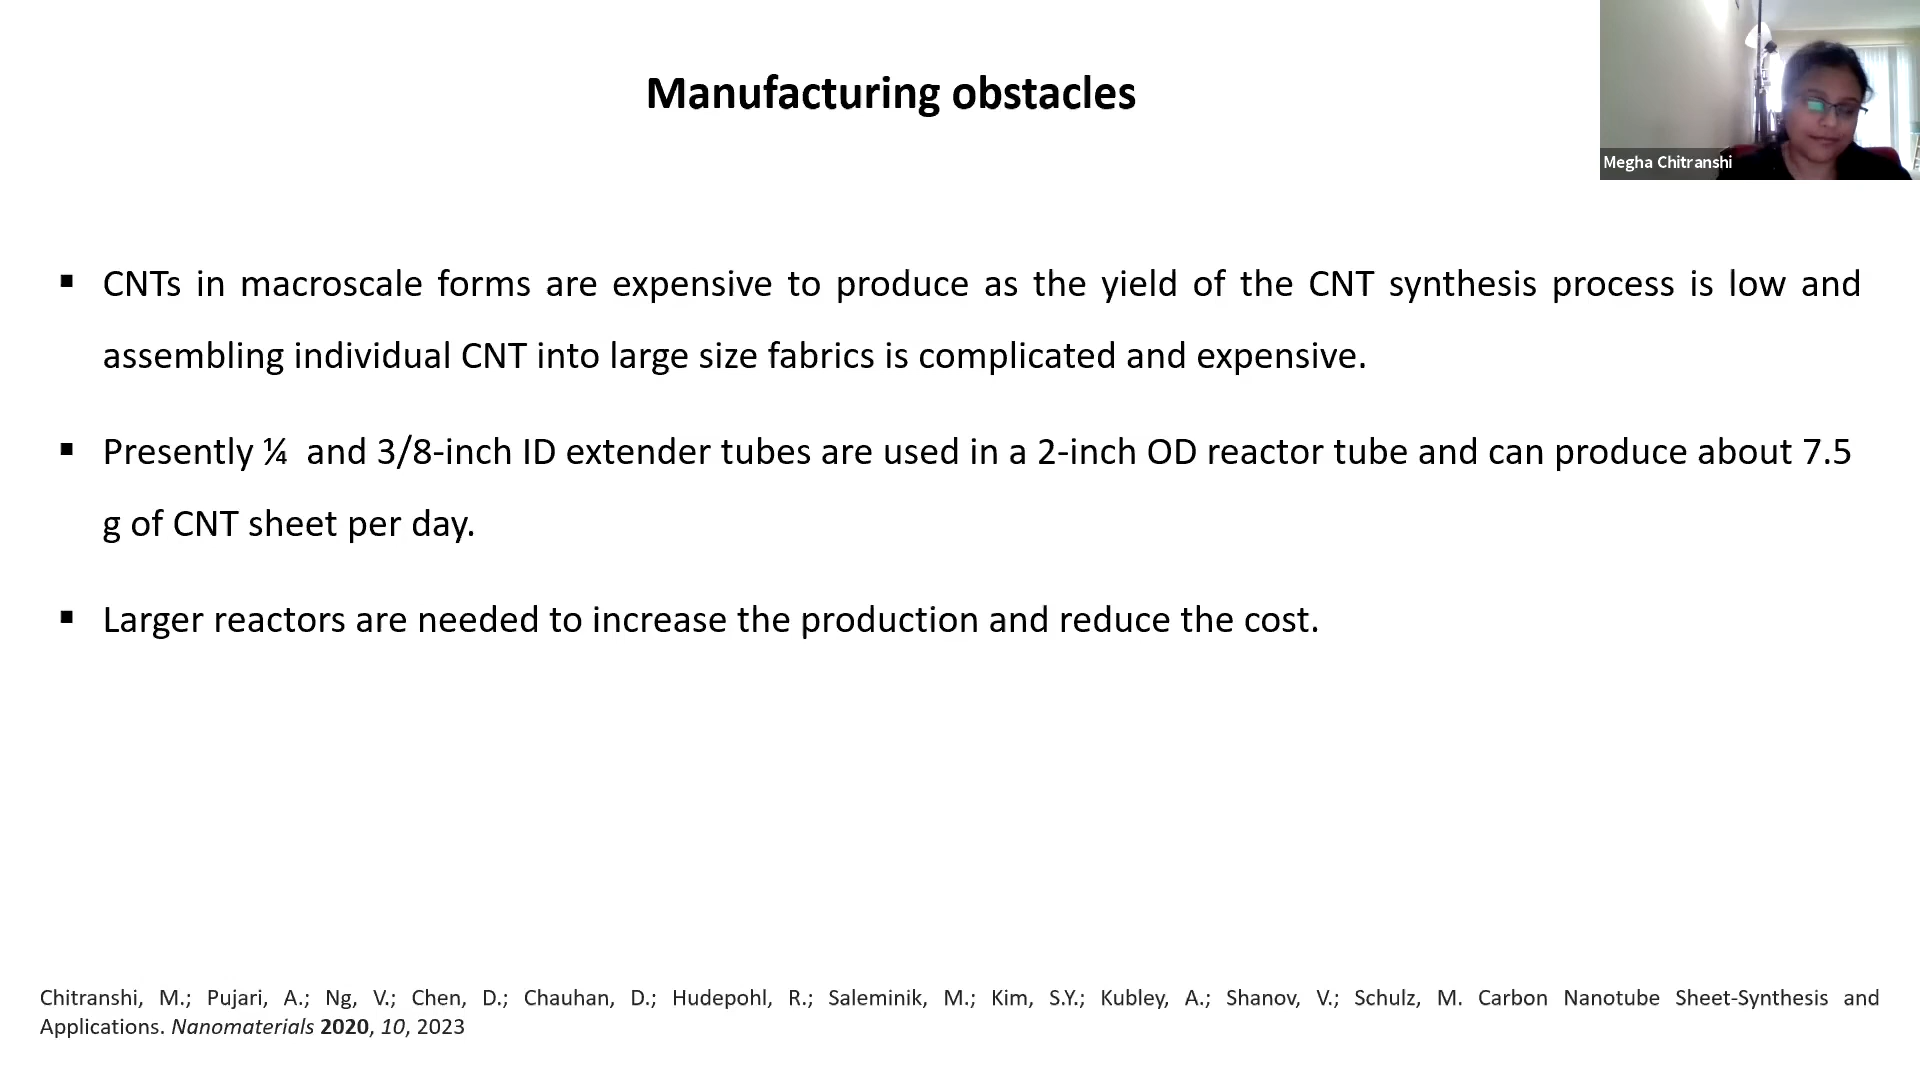 Manufacturing obstacles
Megha Chitranshi
▪ CNTs in macroscale forms are expensive to produce as the yield of the CNT synthesis process is low and
assembling individual CNT into large size fabrics is complicated and expensive.
▪ Presently ¼ and 3/8-inch ID extender tubes are used in a 2-inch OD reactor tube and can produce about 7.5
g of CNT sheet per day.
▪ Larger reactors are needed to increase the production and reduce the cost.
Chitranshi, M.; Pujari, A.; Ng, V.; Chen, D.; Chauhan, D.; Hudepohl, R.; Saleminik, M.; Kim, S.Y.; Kubley, A.; Shanov, V.; Schulz, M. Carbon Nanotube Sheet-Synthesis and
Applications. Nanomaterials 2020, 10, 2023